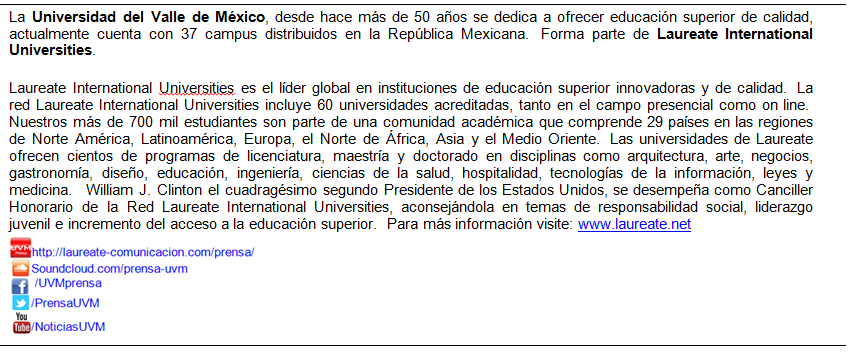 La Universidad del Valle de México, desde hace más de 50 años se dedica a ofrecer educación superior de calidad,
actualmente cuenta con 37 campus distribuidos en la República Mexicana. Forma parte de Laureate International
Universities.
Laureate International Universities es el líder global en instituciones de educación superior innovadoras y de calidad. La
red Laureate International Universities incluye 60 universidades acreditadas, tanto en el campo presencial como on line.
Nuestros más de 700 mil estudiantes son parte de una comunidad académica que comprende 29 países en las regiones
de Norte América, Latinoamérica, Europa, el Norte de África, Asia y el Medio Oriente. Las universidades de Laureate
ofrecen cientos de programas de licenciatura, maestría y doctorado en disciplinas como arquitectura, arte, negocios,
gastronomía, diseño, educación, ingeniería, ciencias de la salud, hospitalidad, tecnologías de la información, leyes y
medicina. William J. Clinton el cuadragésimo segundo Presidente de los Estados Unidos, se desempeña como Canciller
Honorario de la Red Laureate International Universities, aconsejándola en temas de responsabilidad social, liderazgo
juvenil e incremento del acceso a la educación superior. Para más información visite: www.laureate.net
UVM Prensa http://laureate-comunicacion.com/prensa/
Soundcloud.com/prensa-uvm
f /UVMprensa
/PrensaUVM
You Tube /NoticiasUVM